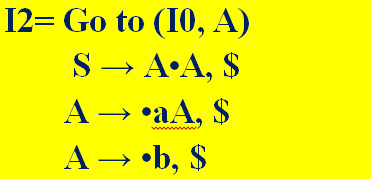 I2= Go to (I0, A)
S → A•A, $
A → •aA, $
A → •b, $